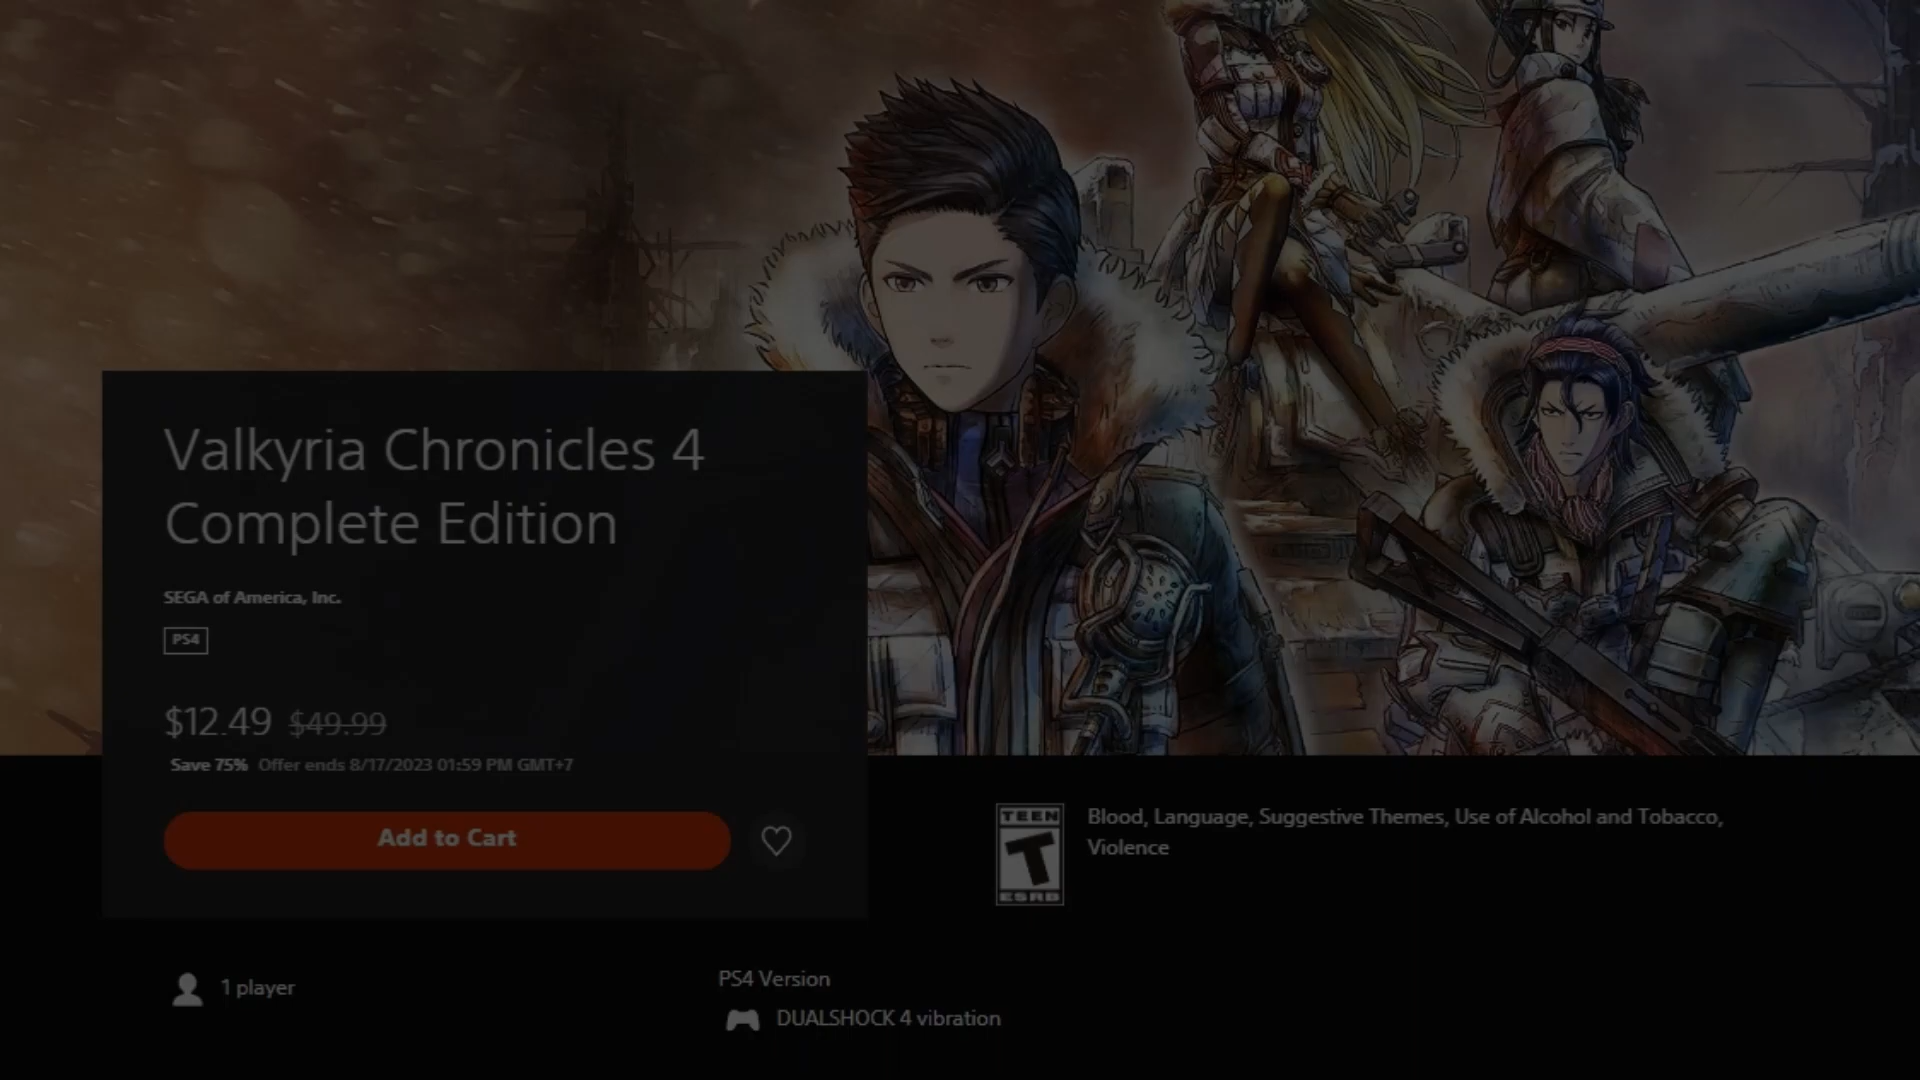 Valkyria Chronicles 4
Complete Edition
SEGA of America, Inc.
PS4
$12.49 $49.99
Save 75% Offer ends 8/17/2023 01:59 PM GMT+7
Add to Cart
TEEN
T
ESRB
Blood, Language, Suggestive Themes, Use of Alcohol and Tobacco,
Violence
1 player
PS4 Version
DUALSHOCK 4 vibration